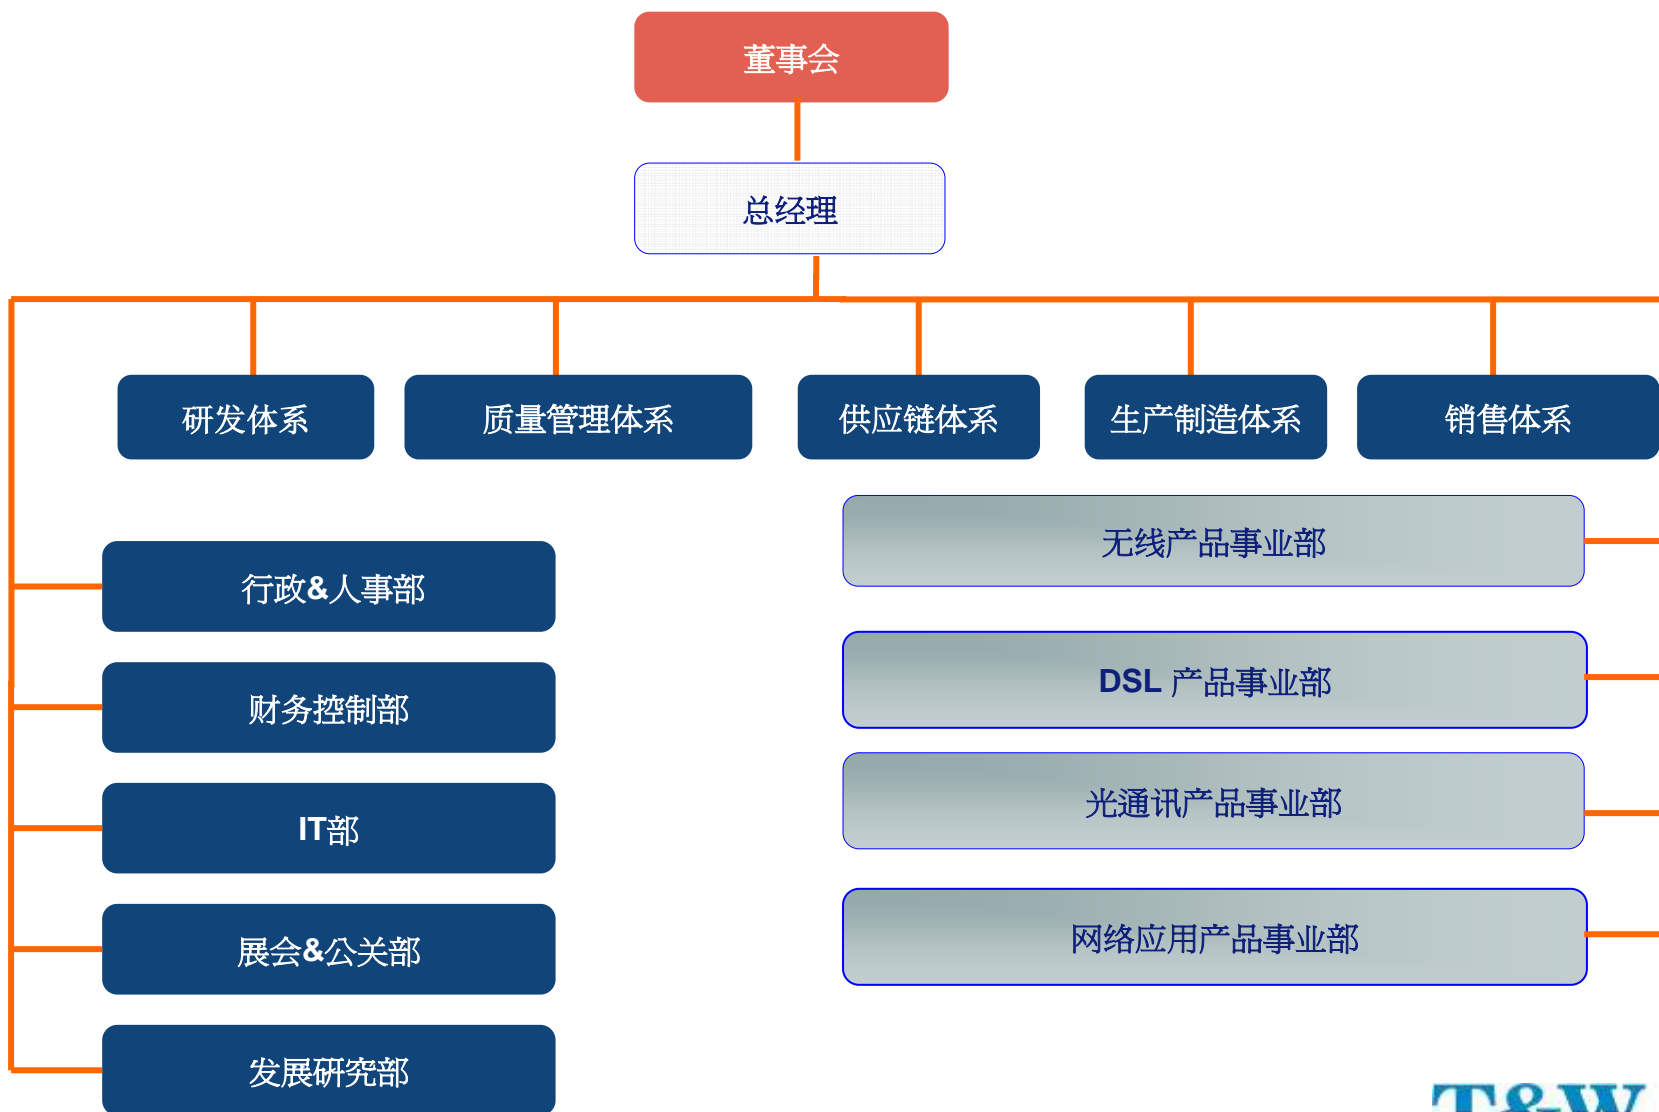 董事会
总经理
研发体系
质量管理体系
供应链体系
生产制造体系
销售体系
无线产品事业部
行政&人事部
DSL 产品事业部
财务控制部
光通讯产品事业部
IT部
网络应用产品事业部
展会&公关部
发展研究部
T&W